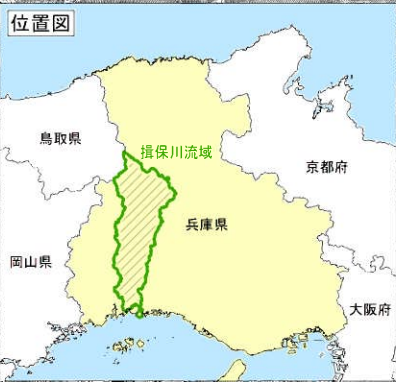 位置図
鳥取県
揖保川流域
京都府
兵庫県
岡山県
大阪府